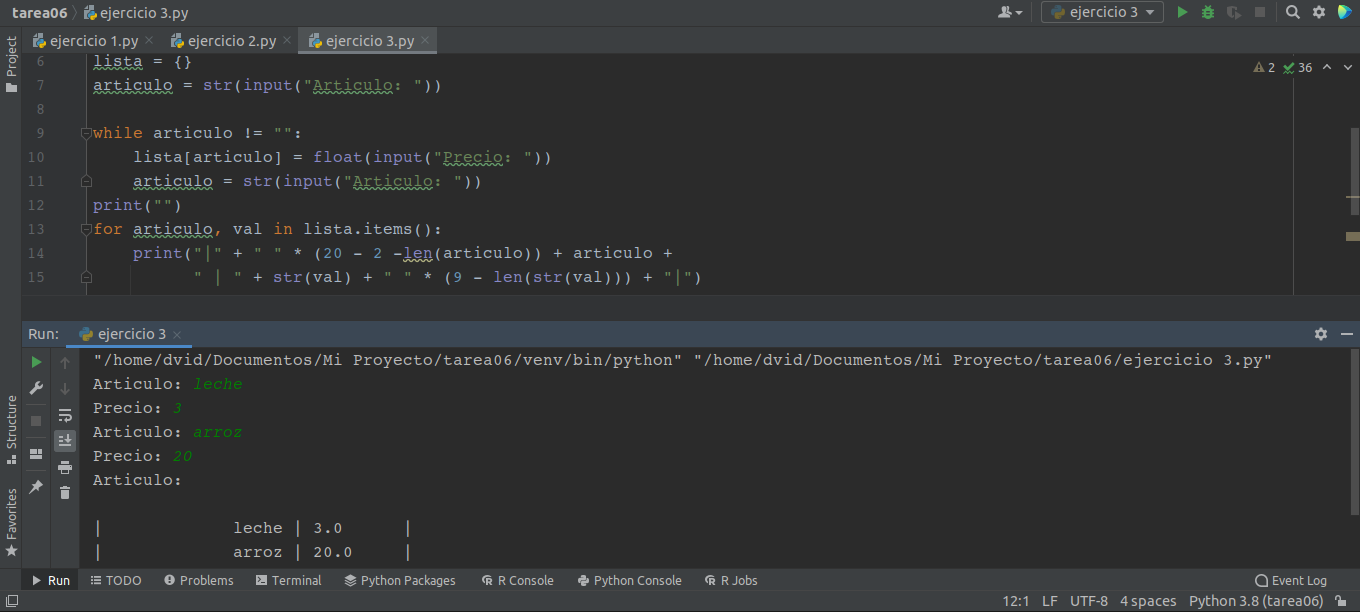 tarea06 〉 ejercicio 3.py
ejercicio 3
ejercicio 1.py × ejercicio 2.py × ejercicio 3.py ×
Project
6 lista = {}
2 36
7 articulo = str(input("Articulo: "))
8
9 while articulo != "":
10     lista[articulo] = float(input("Precio: "))
11     articulo = str(input("Articulo: "))
12 print("")
13 for articulo, val in lista.items():
14     print("|" + " " * (20 - 2 -len(articulo)) + articulo +
15           " | " + str(val) + " " * (9 - len(str(val))) + "|")
Run: ejercicio 3 ×
"/home/dvid/Documentos/Mi Proyecto/tarea06/venv/bin/python" "/home/dvid/Documentos/Mi Proyecto/tarea06/ejercicio 3.py"
Articulo: leche
Precio: 3
Articulo: arroz
Precio: 20
Articulo:
|             leche | 3.0      |
|             arroz | 20.0     |
Structure
Favorites
Run TODO Problems Terminal Python Packages R Console Python Console R Jobs Event Log
12:1 LF UTF-8 4 spaces Python 3.8 (tarea06)